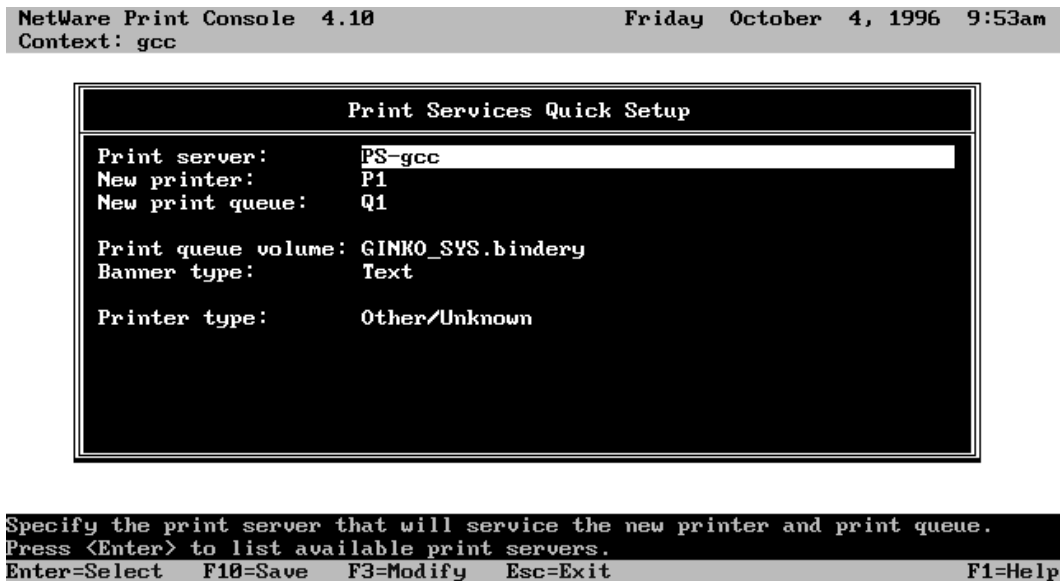 NetWare Print Console 4.10 Friday October 4, 1996 9:53am
Context: gcc
Print Services Quick Setup
Print server: PS-gcc
New printer: P1
New print queue: Q1
Print queue volume: GINKO_SYS.bindery
Banner type: Text
Printer type: Other/Unknown
Specify the print server that will service the new printer and print queue.
Press <Enter> to list available print servers.
Enter=Select F10=Save F3=Modify Esc=Exit F1=Help